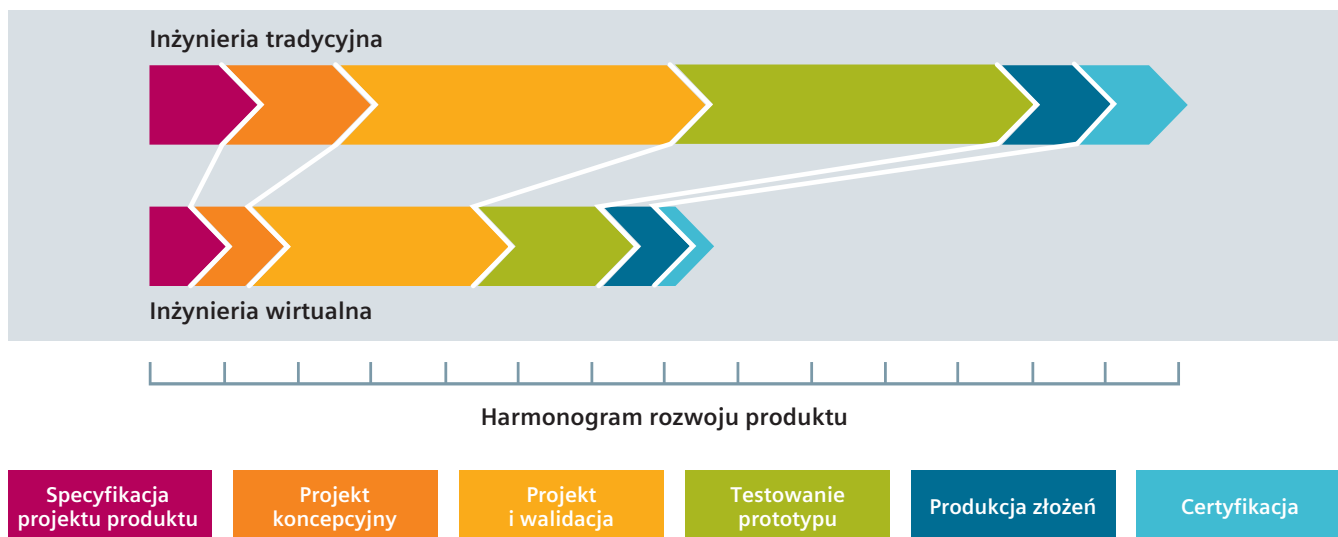 Inżynieria tradycyjna
Inżynieria wirtualna
Harmonogram rozwoju produktu
Specyfikacja
projektu produktu
Projekt
koncepcyjny
Projekt
i walidacja
Testowanie
prototypu
Produkcja złożeń
Certyfikacja